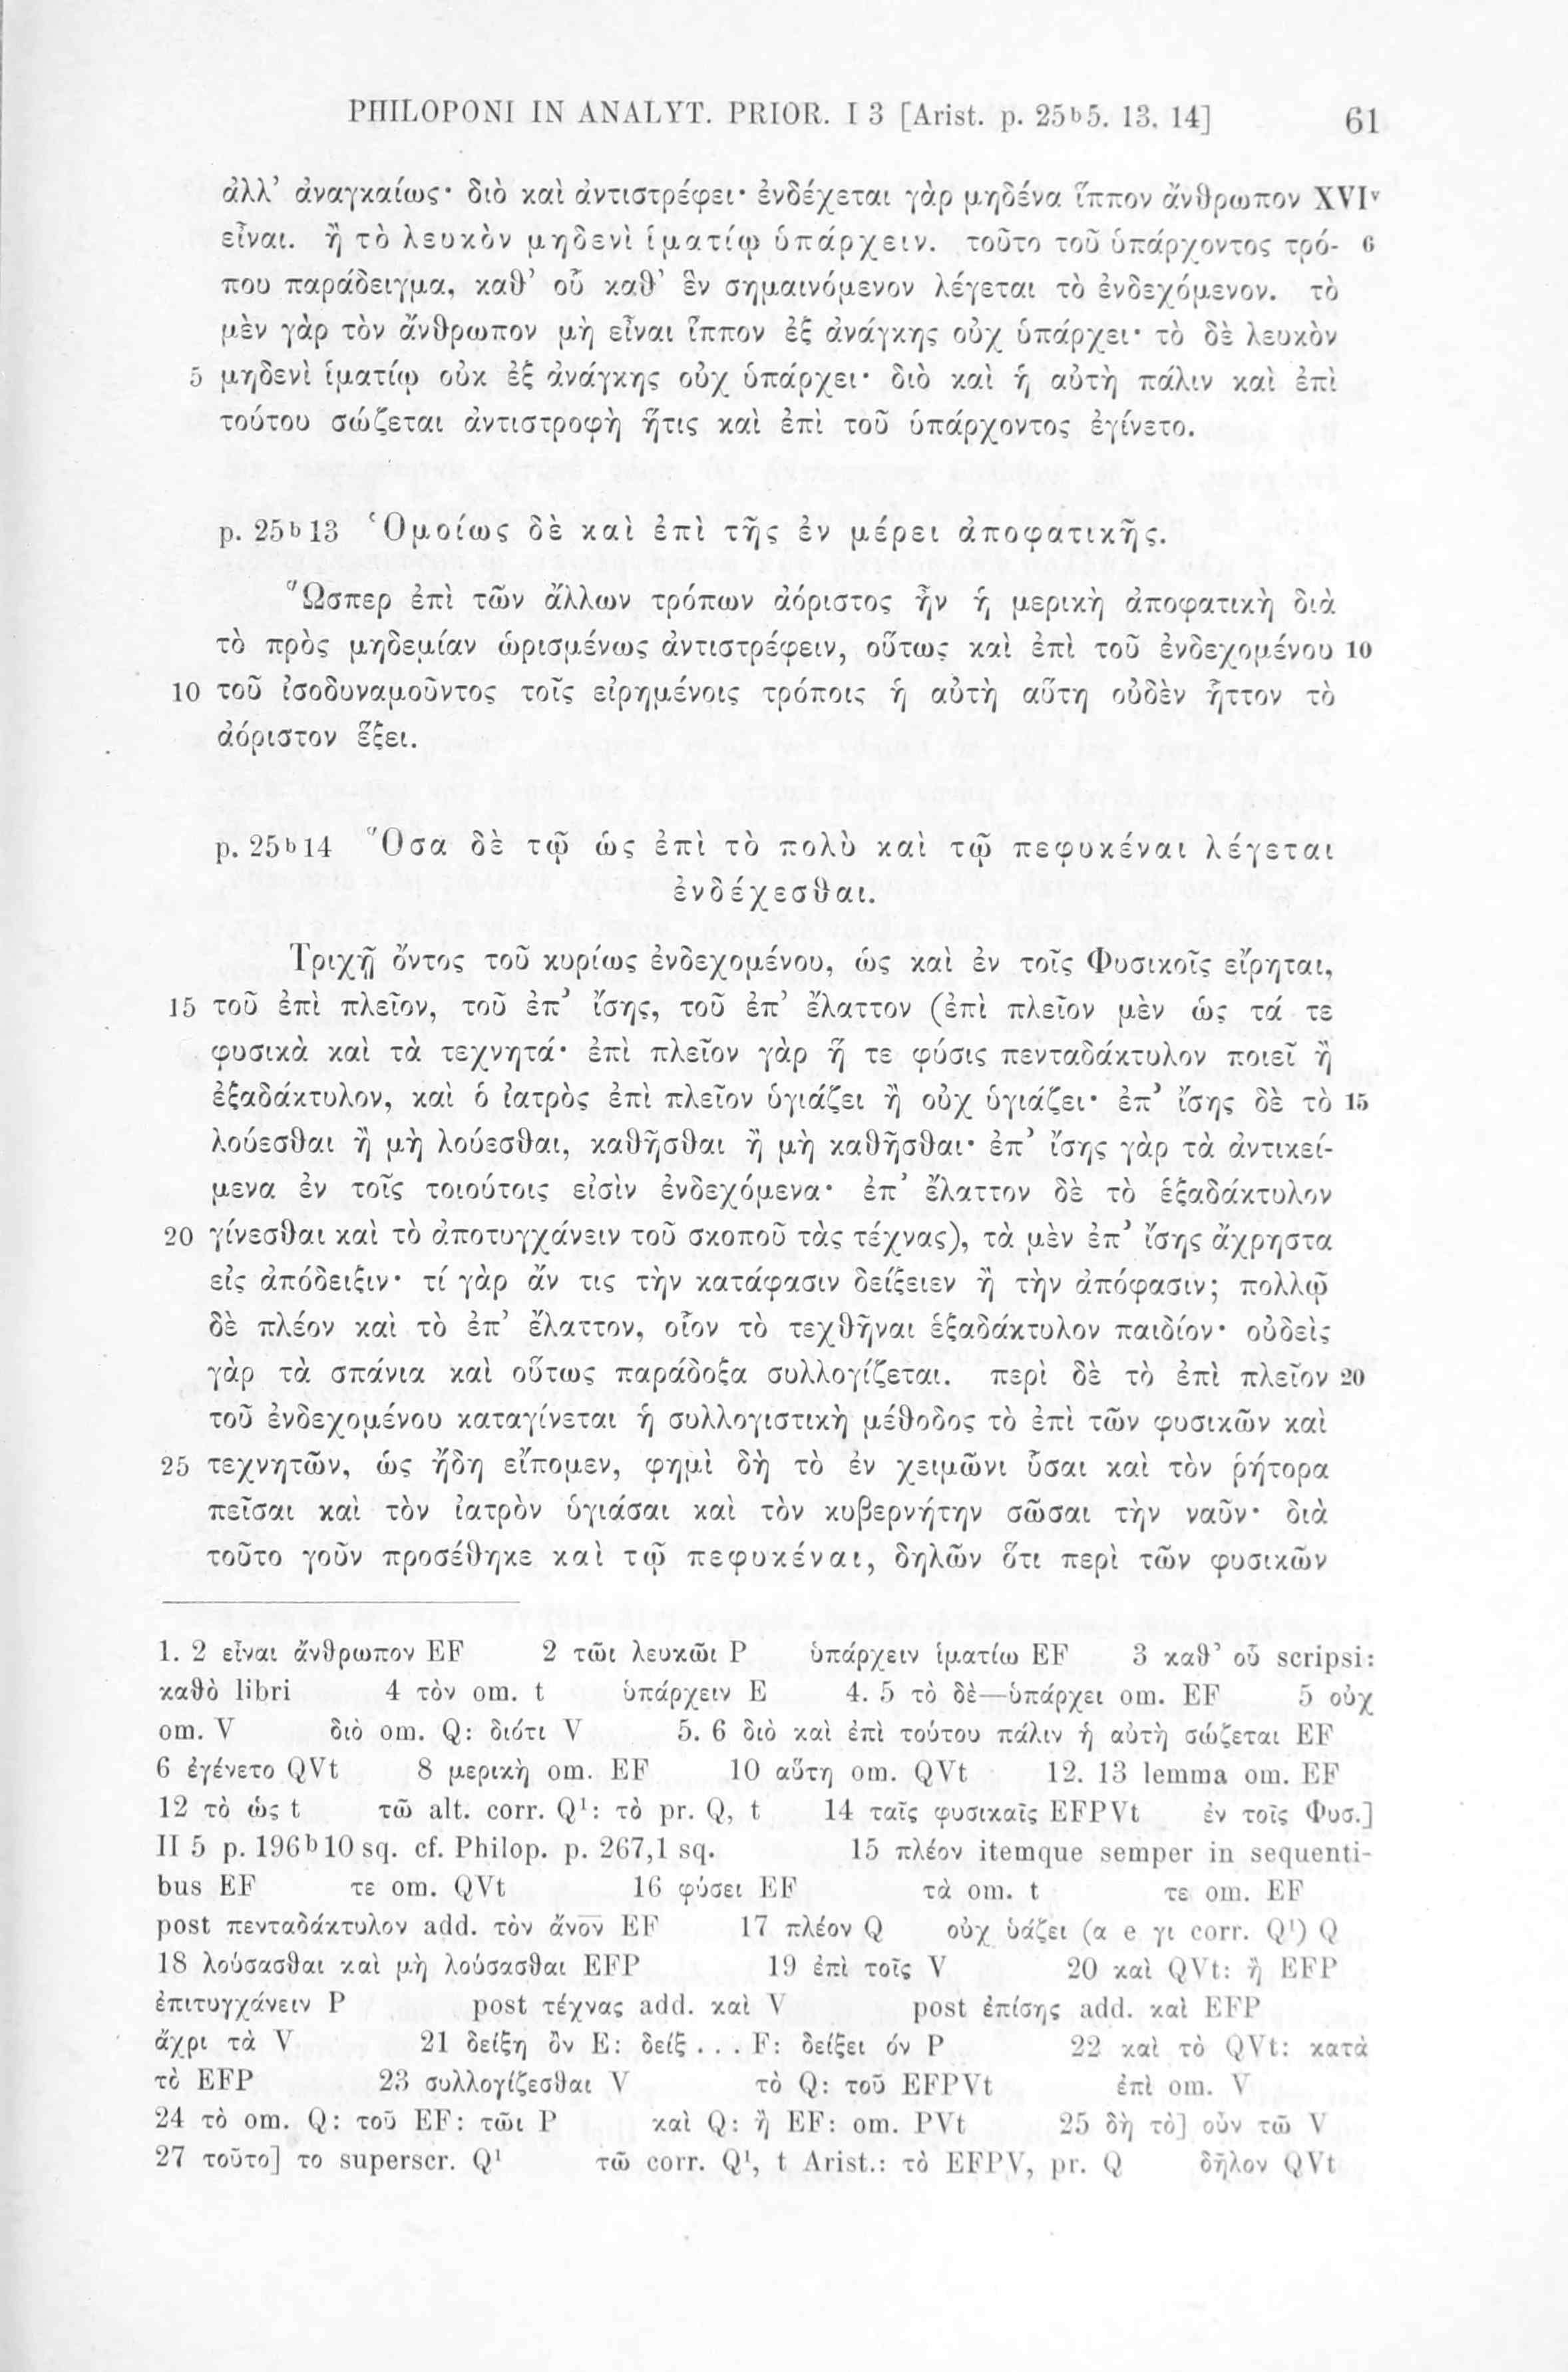 PHILOPONI IN ANALYT. PRIOR. I 3 [Arist. p. 25ᵇ5. 13. 14] 61
ἀλλ’ ἀναγκαίως· διὸ καὶ ἀντιστρέφει· ἐνδέχεται γὰρ μηδένα ἵππον ἄνθρωπον XVIᵛ
εἶναι. ἢ τὸ λευκὸν μηδενὶ ἱματίῳ ὑπάρχειν. τοῦτο τοῦ ὑπάρχοντος τρό- 6
που παράδειγμα, καθ’ οὗ καθ’ ἓν σημαινόμενον λέγεται τὸ ἐνδεχόμενον. τὸ
μὲν γὰρ τὸν ἄνθρωπον μὴ εἶναι ἵππον ἐξ ἀνάγκης οὐχ ὑπάρχει· τὸ δὲ λευκὸν
5 μηδενὶ ἱματίῳ οὐκ ἐξ ἀνάγκης οὐχ ὑπάρχει· διὸ καὶ ἡ αὐτὴ πάλιν καὶ ἐπὶ
τούτου σώζεται ἀντιστροφὴ ἥτις καὶ ἐπὶ τοῦ ὑπάρχοντος ἐγίνετο.
p. 25ᵇ13 Ὁμοίως δὲ καὶ ἐπὶ τῆς ἐν μέρει ἀποφατικῆς.
Ὥσπερ ἐπὶ τῶν ἄλλων τρόπων ἀόριστος ἦν ἡ μερικὴ ἀποφατικὴ διὰ
τὸ πρὸς μηδεμίαν ὡρισμένως ἀντιστρέφειν, οὕτως καὶ ἐπὶ τοῦ ἐνδεχομένου 10
10 τοῦ ἰσοδυναμοῦντος τοῖς εἰρημένοις τρόποις ἡ αὐτὴ αὕτη οὐδὲν ἧττον τὸ
ἀόριστον ἕξει.
p. 25ᵇ14 Ὅσα δὲ τῷ ὡς ἐπὶ τὸ πολὺ καὶ τῷ πεφυκέναι λέγεται
ἐνδέχεσθαι.
Τριχῇ ὄντος τοῦ κυρίως ἐνδεχομένου, ὡς καὶ ἐν τοῖς Φυσικοῖς εἴρηται,
15 τοῦ ἐπὶ πλεῖον, τοῦ ἐπ’ ἴσης, τοῦ ἐπ’ ἔλαττον (ἐπὶ πλεῖον μὲν ὡς τά τε
φυσικὰ καὶ τὰ τεχνητά· ἐπὶ πλεῖον γὰρ ἥ τε φύσις πενταδάκτυλον ποιεῖ ἢ
ἑξαδάκτυλον, καὶ ὁ ἰατρὸς ἐπὶ πλεῖον ὑγιάζει ἢ οὐχ ὑγιάζει· ἐπ’ ἴσης δὲ τὸ 15
λούεσθαι ἢ μὴ λούεσθαι, καθῆσθαι ἢ μὴ καθῆσθαι· ἐπ’ ἴσης γὰρ τὰ ἀντικεί-
μενα ἐν τοῖς τοιούτοις εἰσὶν ἐνδεχόμενα· ἐπ’ ἔλαττον δὲ τὸ ἑξαδάκτυλον
20 γίνεσθαι καὶ τὸ ἀποτυγχάνειν τοῦ σκοποῦ τὰς τέχνας), τὰ μὲν ἐπ’ ἴσης ἄχρηστα
εἰς ἀπόδειξιν· τί γὰρ ἄν τις τὴν κατάφασιν δείξειεν ἢ τὴν ἀπόφασιν; πολλῷ
δὲ πλέον καὶ τὸ ἐπ’ ἔλαττον, οἷον τὸ τεχθῆναι ἑξαδάκτυλον παιδίον· οὐδεὶς
γὰρ τὰ σπάνια καὶ οὕτως παράδοξα συλλογίζεται. περὶ δὲ τὸ ἐπὶ πλεῖον 20
τοῦ ἐνδεχομένου καταγίνεται ἡ συλλογιστικὴ μέθοδος τὸ ἐπὶ τῶν φυσικῶν καὶ
25 τεχνητῶν, ὡς ἤδη εἴπομεν, φημὶ δὴ τὸ ἐν χειμῶνι ὗσαι καὶ τὸν ῥήτορα
πεῖσαι καὶ τὸν ἰατρὸν ὑγιάσαι καὶ τὸν κυβερνήτην σῶσαι τὴν ναῦν· διὰ
τοῦτο γοῦν προσέθηκε καὶ τῷ πεφυκέναι, δηλῶν ὅτι περὶ τῶν φυσικῶν
1. 2 εἶναι ἄνθρωπον EF 2 τῶι λευκῶι P ὑπάρχειν ἱματίω EF 3 καθ’ οὗ scripsi:
καθὸ libri 4 τὸν om. t ὑπάρχειν E 4. 5 τὸ δὲ—ὑπάρχει om. EF 5 οὐχ
om. V διὸ om. Q: διότι V 5. 6 διὸ καὶ ἐπὶ τούτου πάλιν ἡ αὐτὴ σώζεται EF
6 ἐγένετο QVt 8 μερικὴ om. EF 10 αὕτη om. QVt 12. 13 lemma om. EF
12 τὸ ὡς t τῶ alt. corr. Q¹: τὸ pr. Q, t 14 ταῖς φυσικαῖς EFPVt ἐν τοῖς Φυσ.]
II 5 p. 196ᵇ10 sq. cf. Philop. p. 267,1 sq. 15 πλέον itemque semper in sequenti-
bus EF τε om. QVt 16 φύσει EF τὰ om. t τε om. EF
post πενταδάκτυλον add. τὸν ἄνον EF 17 πλέον Q οὐχ ὑάζει (α e γι corr. Q¹) Q
18 λούσασθαι καὶ μὴ λούσασθαι EFP 19 ἐπὶ τοῖς V 20 καὶ QVt: ἢ EFP
ἐπιτυγχάνειν P post τέχνας add. καὶ V post ἐπίσης add. καὶ EFP
ἄχρι τὰ V 21 δείξη ὂν E: δείξ . . . F: δείξει όν P 22 καὶ τὸ QVt: κατὰ
τὸ EFP 23 συλλογίζεσθαι V τὸ Q: τοῦ EFPVt ἐπὶ om. V
24 τὸ om. Q: τοῦ EF: τῶι P καὶ Q: ἢ EF: om. PVt 25 δὴ τὸ] οὖν τῶ V
27 τοῦτο] το superscr. Q¹ τῶ corr. Q¹, t Arist.: τὸ EFPV, pr. Q δῆλον QVt